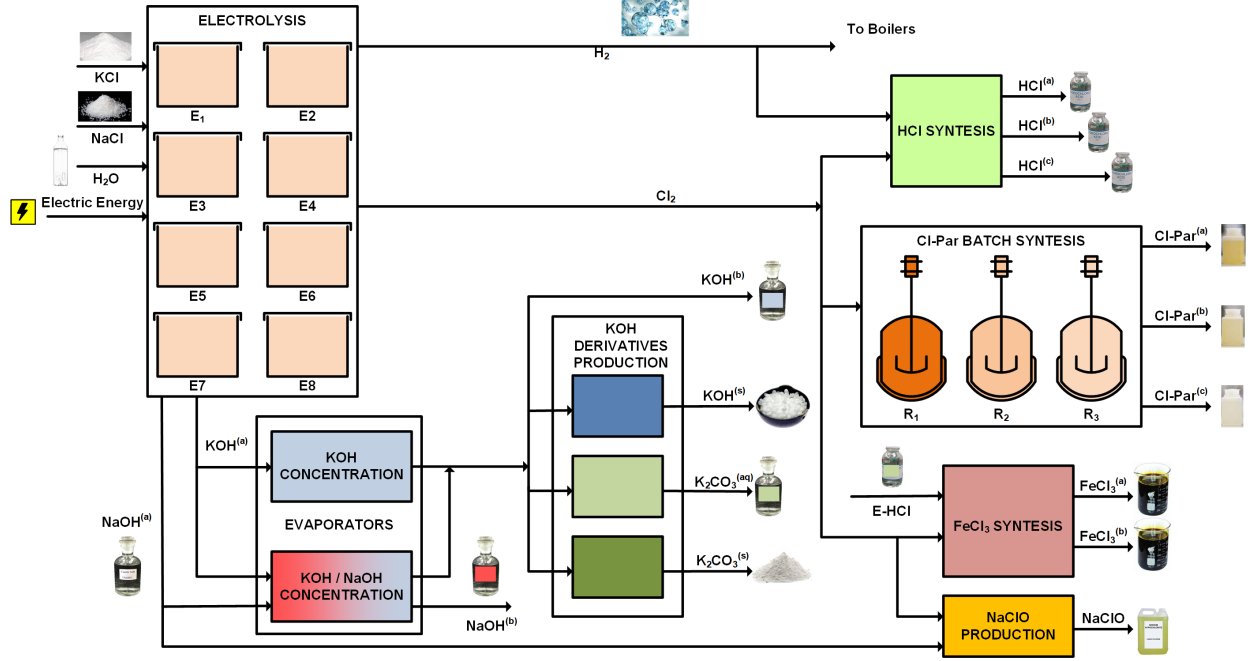 ELECTROLYSIS
KCl
NaCl
H₂O
Electric Energy
E₁
E2
E3
E4
E5
E6
E7
E8
H₂
To Boilers
Cl₂
HCl SYNTESIS
HCl⁽ᵃ⁾
HCl⁽ᵇ⁾
HCl⁽ᶜ⁾
Cl-Par BATCH SYNTESIS
R₁
R₂
R₃
Cl-Par⁽ᵃ⁾
Cl-Par⁽ᵇ⁾
Cl-Par⁽ᶜ⁾
KOH⁽ᵃ⁾
NaOH⁽ᵃ⁾
KOH
CONCENTRATION
EVAPORATORS
KOH / NaOH
CONCENTRATION
NaOH⁽ᵇ⁾
KOH⁽ᵇ⁾
KOH
DERIVATIVES
PRODUCTION
KOH⁽ˢ⁾
K₂CO₃⁽ᵃq⁾
K₂CO₃⁽ˢ⁾
E-HCl
FeCl₃ SYNTESIS
FeCl₃⁽ᵃ⁾
FeCl₃⁽ᵇ⁾
NaClO
PRODUCTION
NaClO